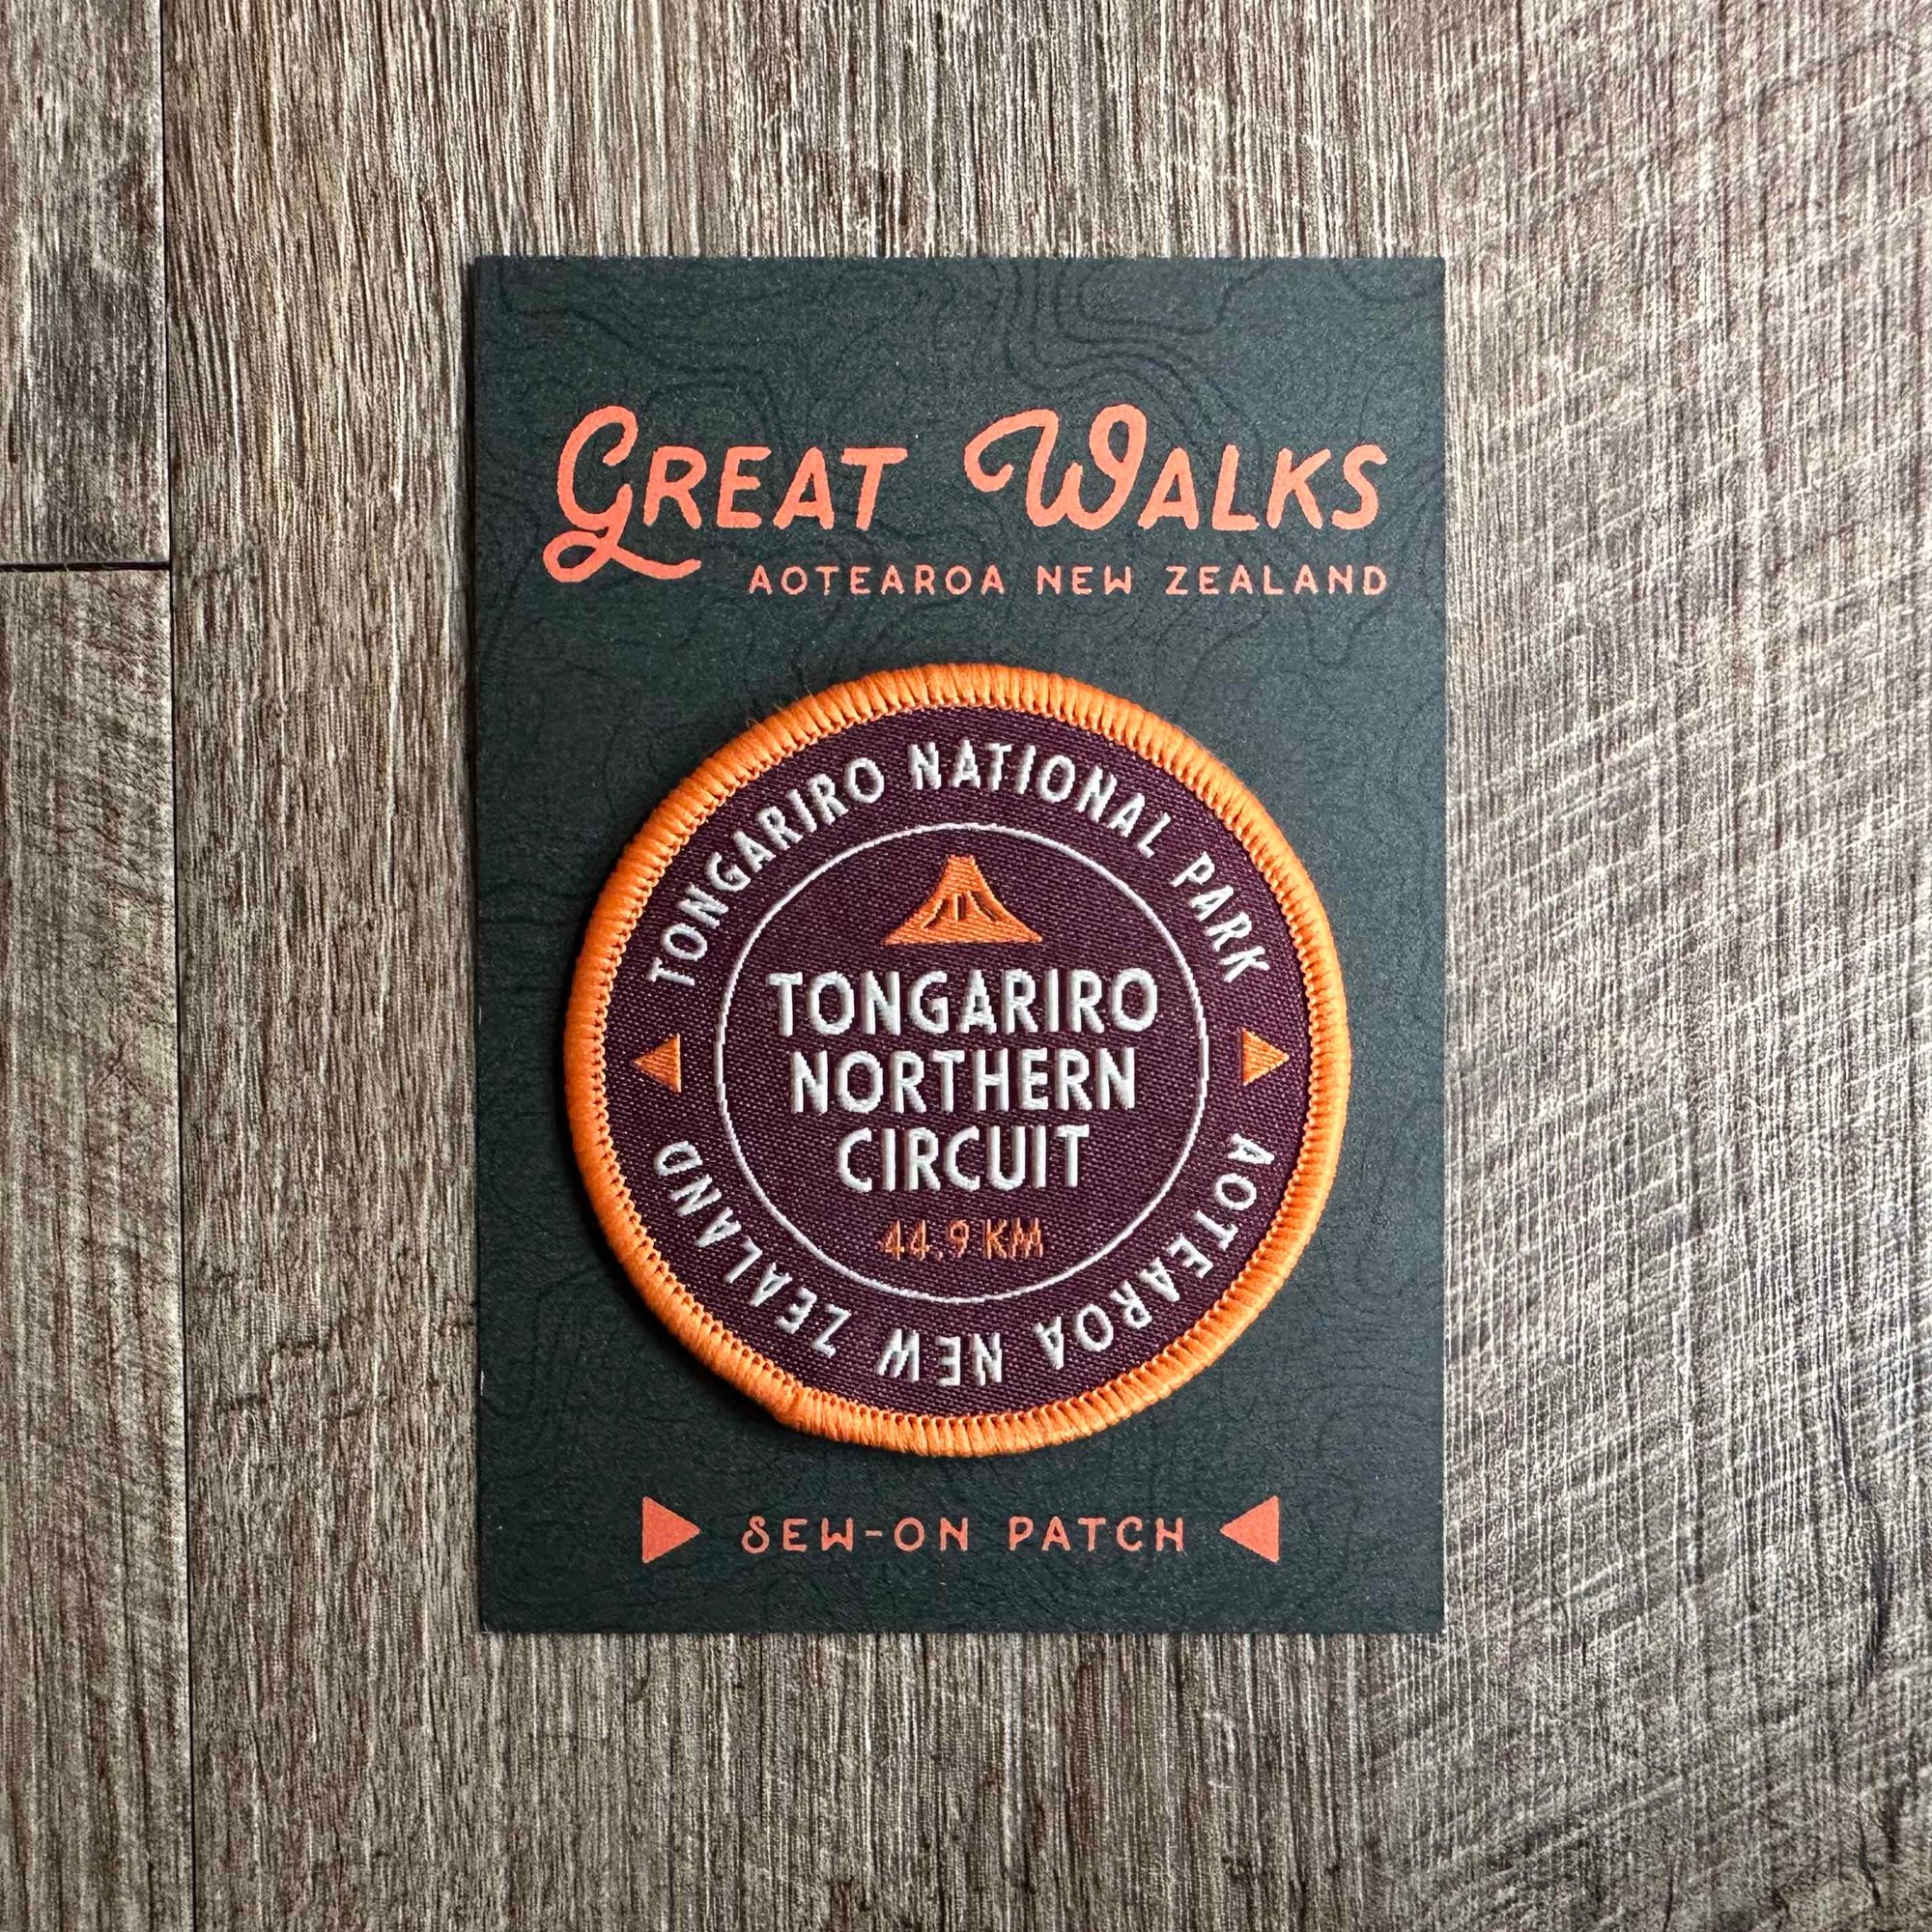 GREAT WALKS
AOTEAROA NEW ZEALAND
TONGARIRO NATIONAL PARK
TONGARIRO
NORTHERN
CIRCUIT
44.9 KM
AOTEAROA NEW ZEALAND
SEW-ON PATCH